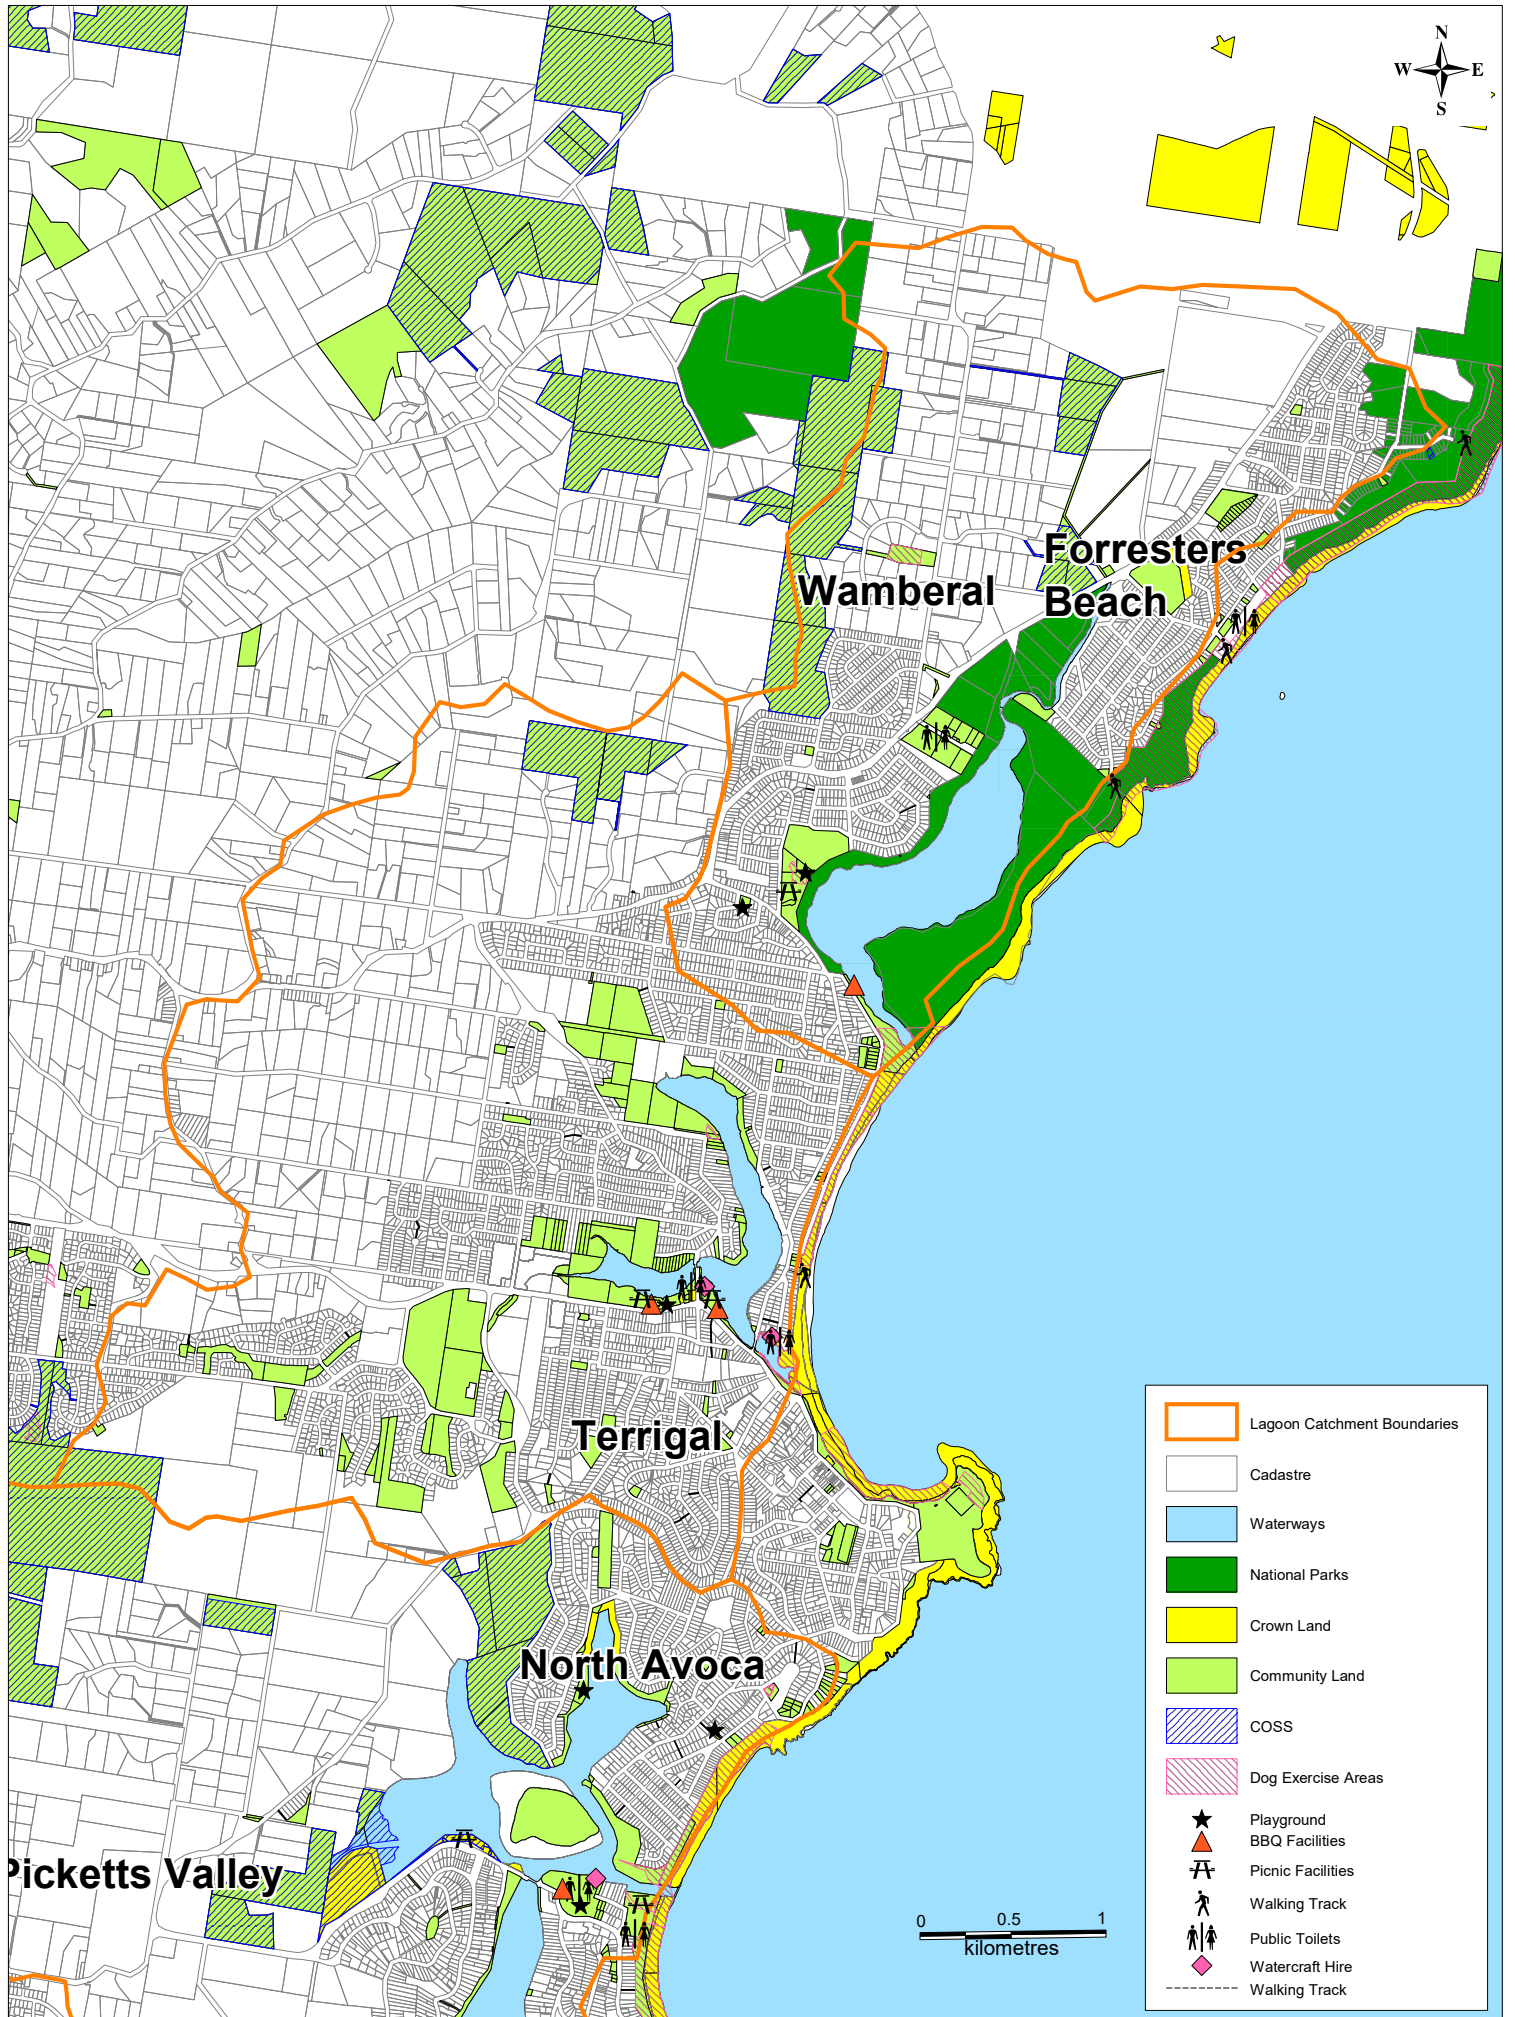 N
W E
S
Forresters
Beach
Wamberal
Terrigal
North Avoca
Picketts Valley
0 0.5 1
kilometres
Lagoon Catchment Boundaries
Cadastre
Waterways
National Parks
Crown Land
Community Land
COSS
Dog Exercise Areas
Playground
BBQ Facilities
Picnic Facilities
Walking Track
Public Toilets
Watercraft Hire
Walking Track